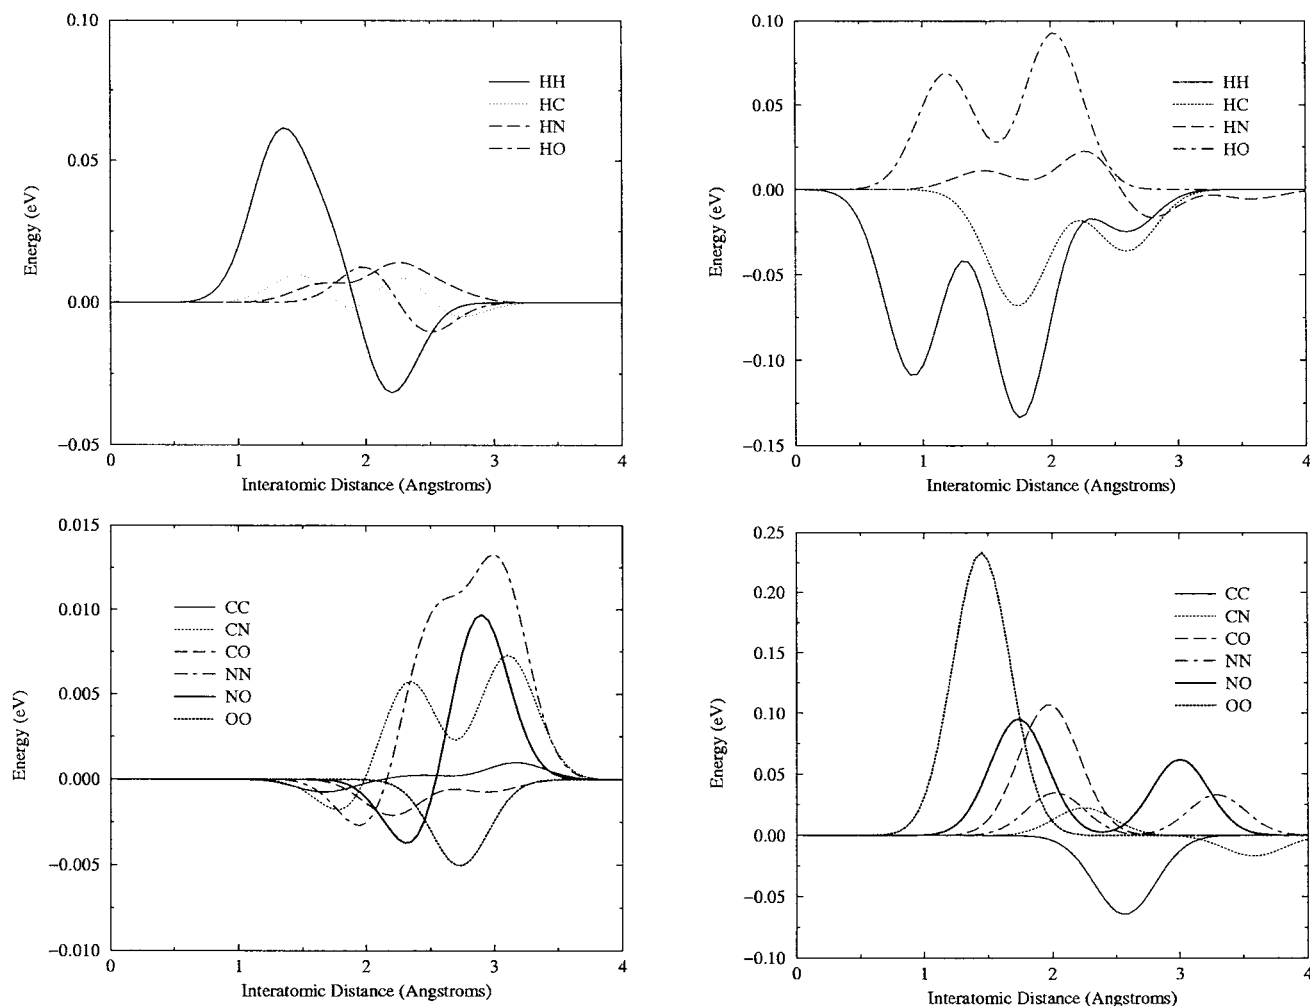 0.10
0.05
0.00
−0.05
Energy (eV)
HH
HC
HN
HO
0 1 2 3 4
Interatomic Distance (Angstroms)
0.10
0.05
0.00
−0.05
−0.10
−0.15
Energy (eV)
HH
HC
HN
HO
0 1 2 3 4
Interatomic Distance (Angstroms)
0.015
0.010
0.005
0.000
−0.005
−0.010
Energy (eV)
CC
CN
CO
NN
NO
OO
0 1 2 3 4
Interatomic Distance (Angstroms)
0.25
0.20
0.15
0.10
0.05
0.00
−0.05
−0.10
Energy (eV)
CC
CN
CO
NN
NO
OO
0 1 2 3 4
Interatomic Distance (Angstroms)